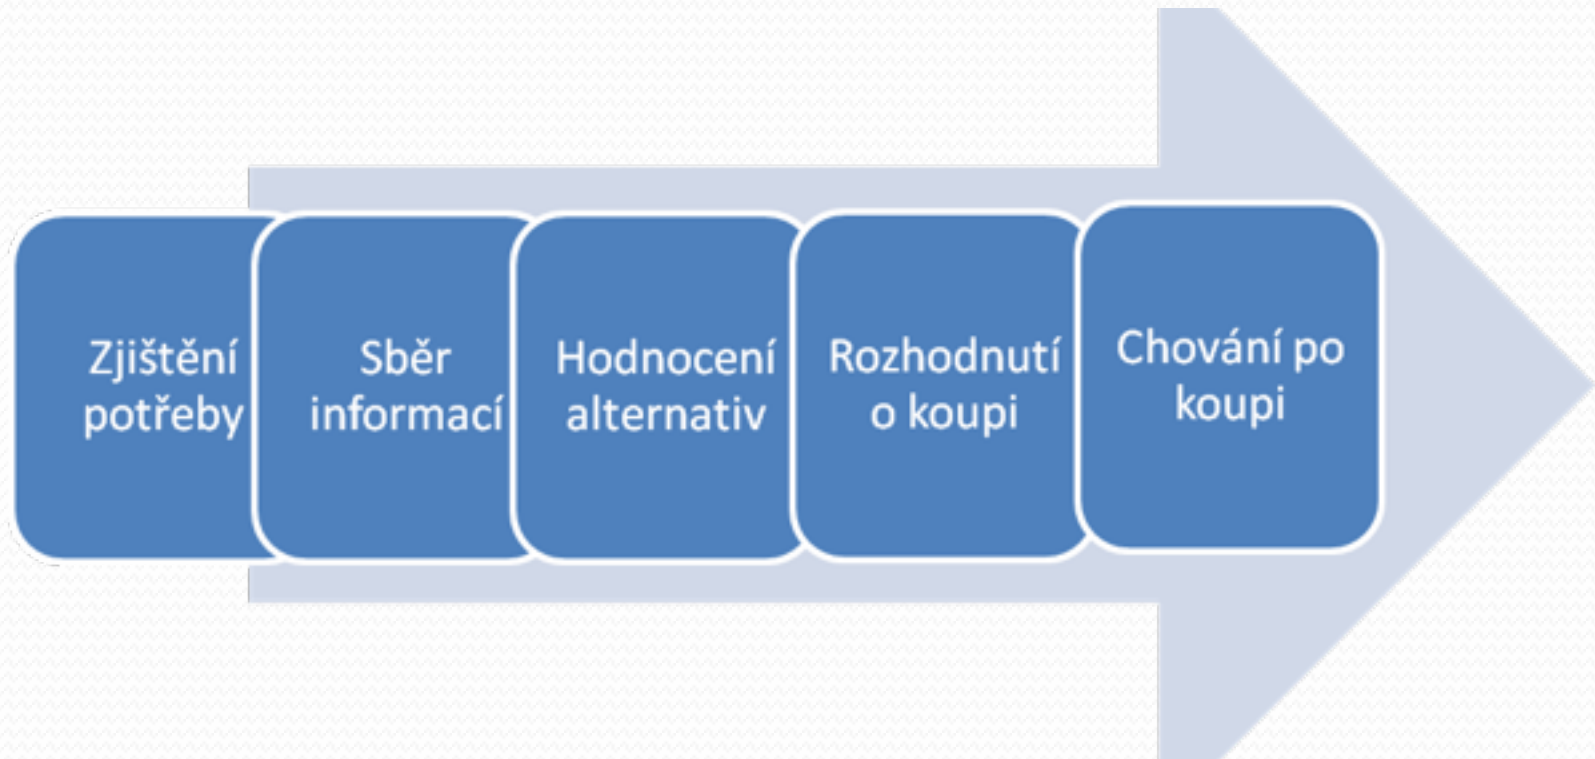 Zjištění
potřeby
Sběr
informací
Hodnocení
alternativ
Rozhodnutí
o koupi
Chování po
koupi